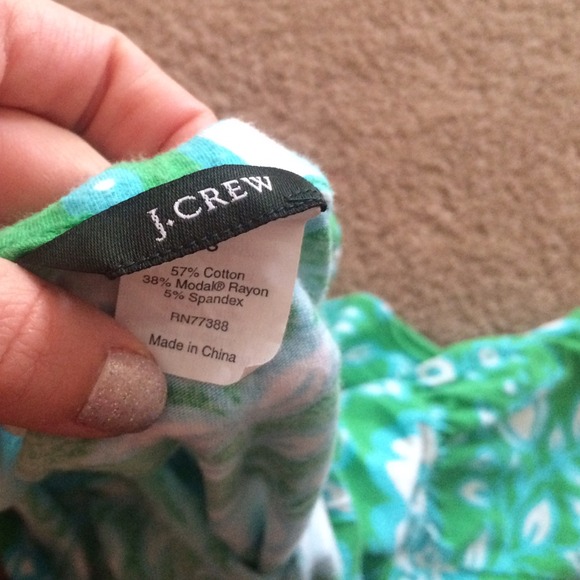 J.CREW
57% Cotton
38% Modal® Rayon
5% Spandex
RN77388
Made in China